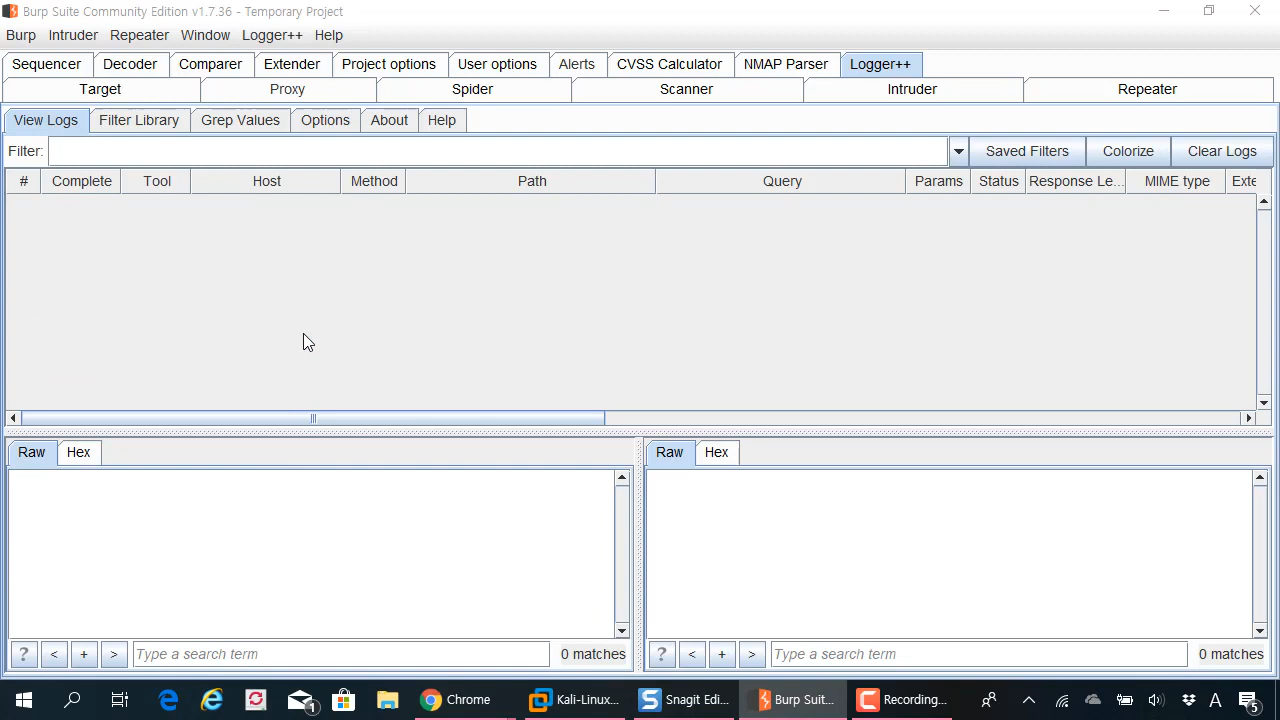 Burp Suite Community Edition v1.7.36 - Temporary Project
Burp Intruder Repeater Window Logger++ Help
Sequencer Decoder Comparer Extender Project options User options Alerts CVSS Calculator NMAP Parser Logger++
Target Proxy Spider Scanner Intruder Repeater
View Logs Filter Library Grep Values Options About Help
Filter: Saved Filters Colorize Clear Logs
# Complete Tool Host Method Path Query Params Status Response Le... MIME type Exte
Raw Hex Raw Hex
? < + > Type a search term 0 matches ? < + > Type a search term 0 matches
1 Chrome Kali-Linux... S Snagit Edi... Burp Suit... Recording... A 5